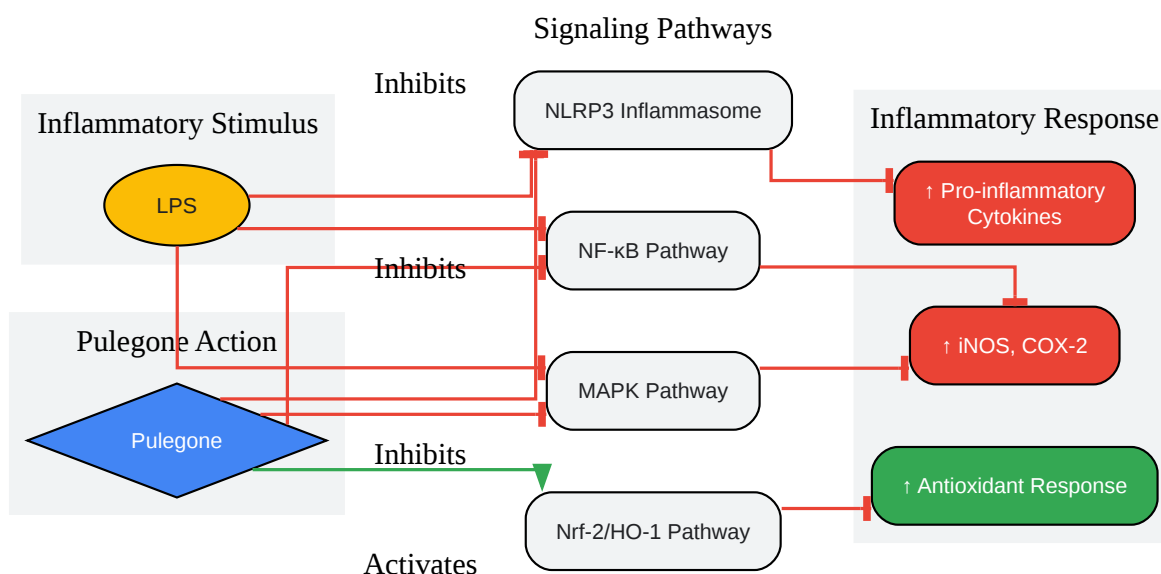 Signaling Pathways
Inhibits
NLRP3 Inflammasome
Inflammatory Stimulus
Inflammatory Response
LPS
↑ Pro-inflammatory
Cytokines
NF-κB Pathway
Inhibits
Pulegone Action
↑ iNOS, COX-2
MAPK Pathway
Pulegone
Inhibits
↑ Antioxidant Response
Nrf-2/HO-1 Pathway
Activates